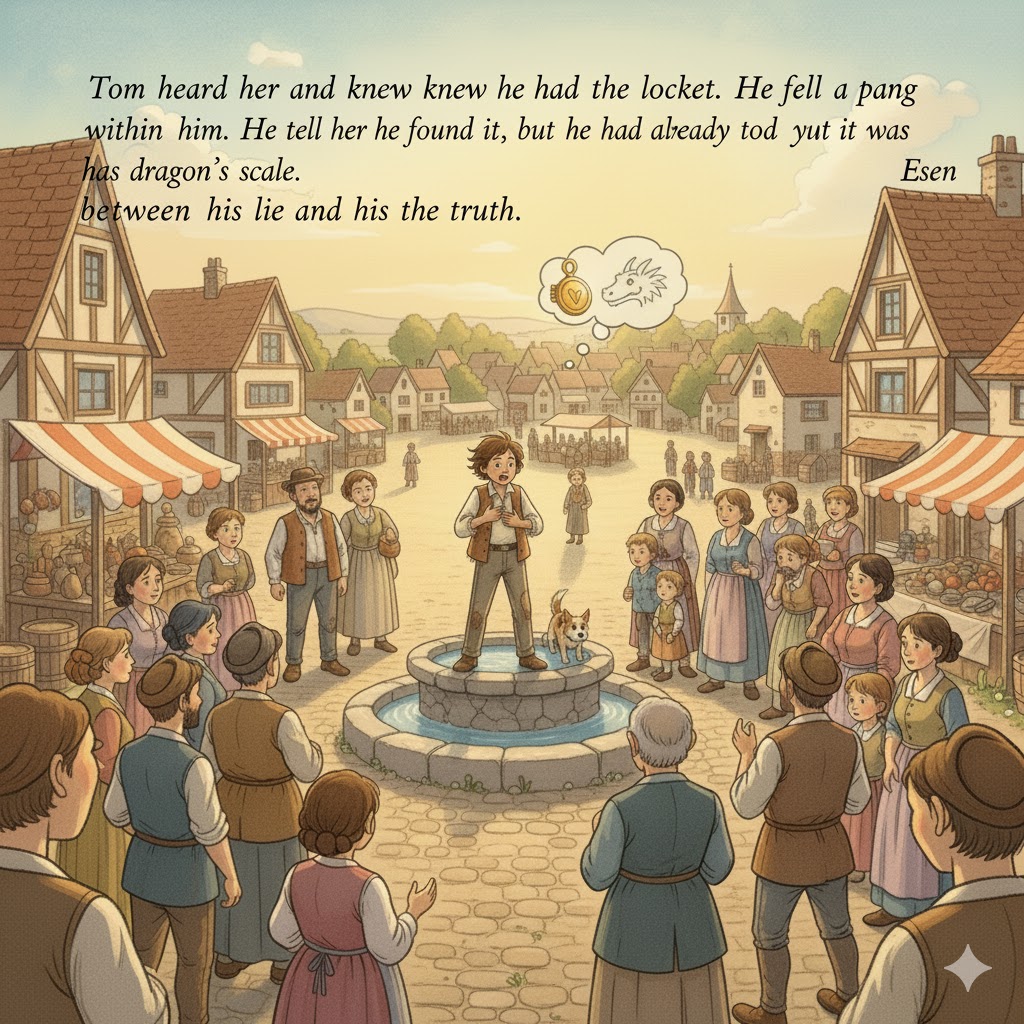 Tom heard her and knew knew he had the locket. He fell a pang
within him. He tell her he found it, but he had already tod yut it was
has dragon's scale. Esen
between his lie and his the truth.